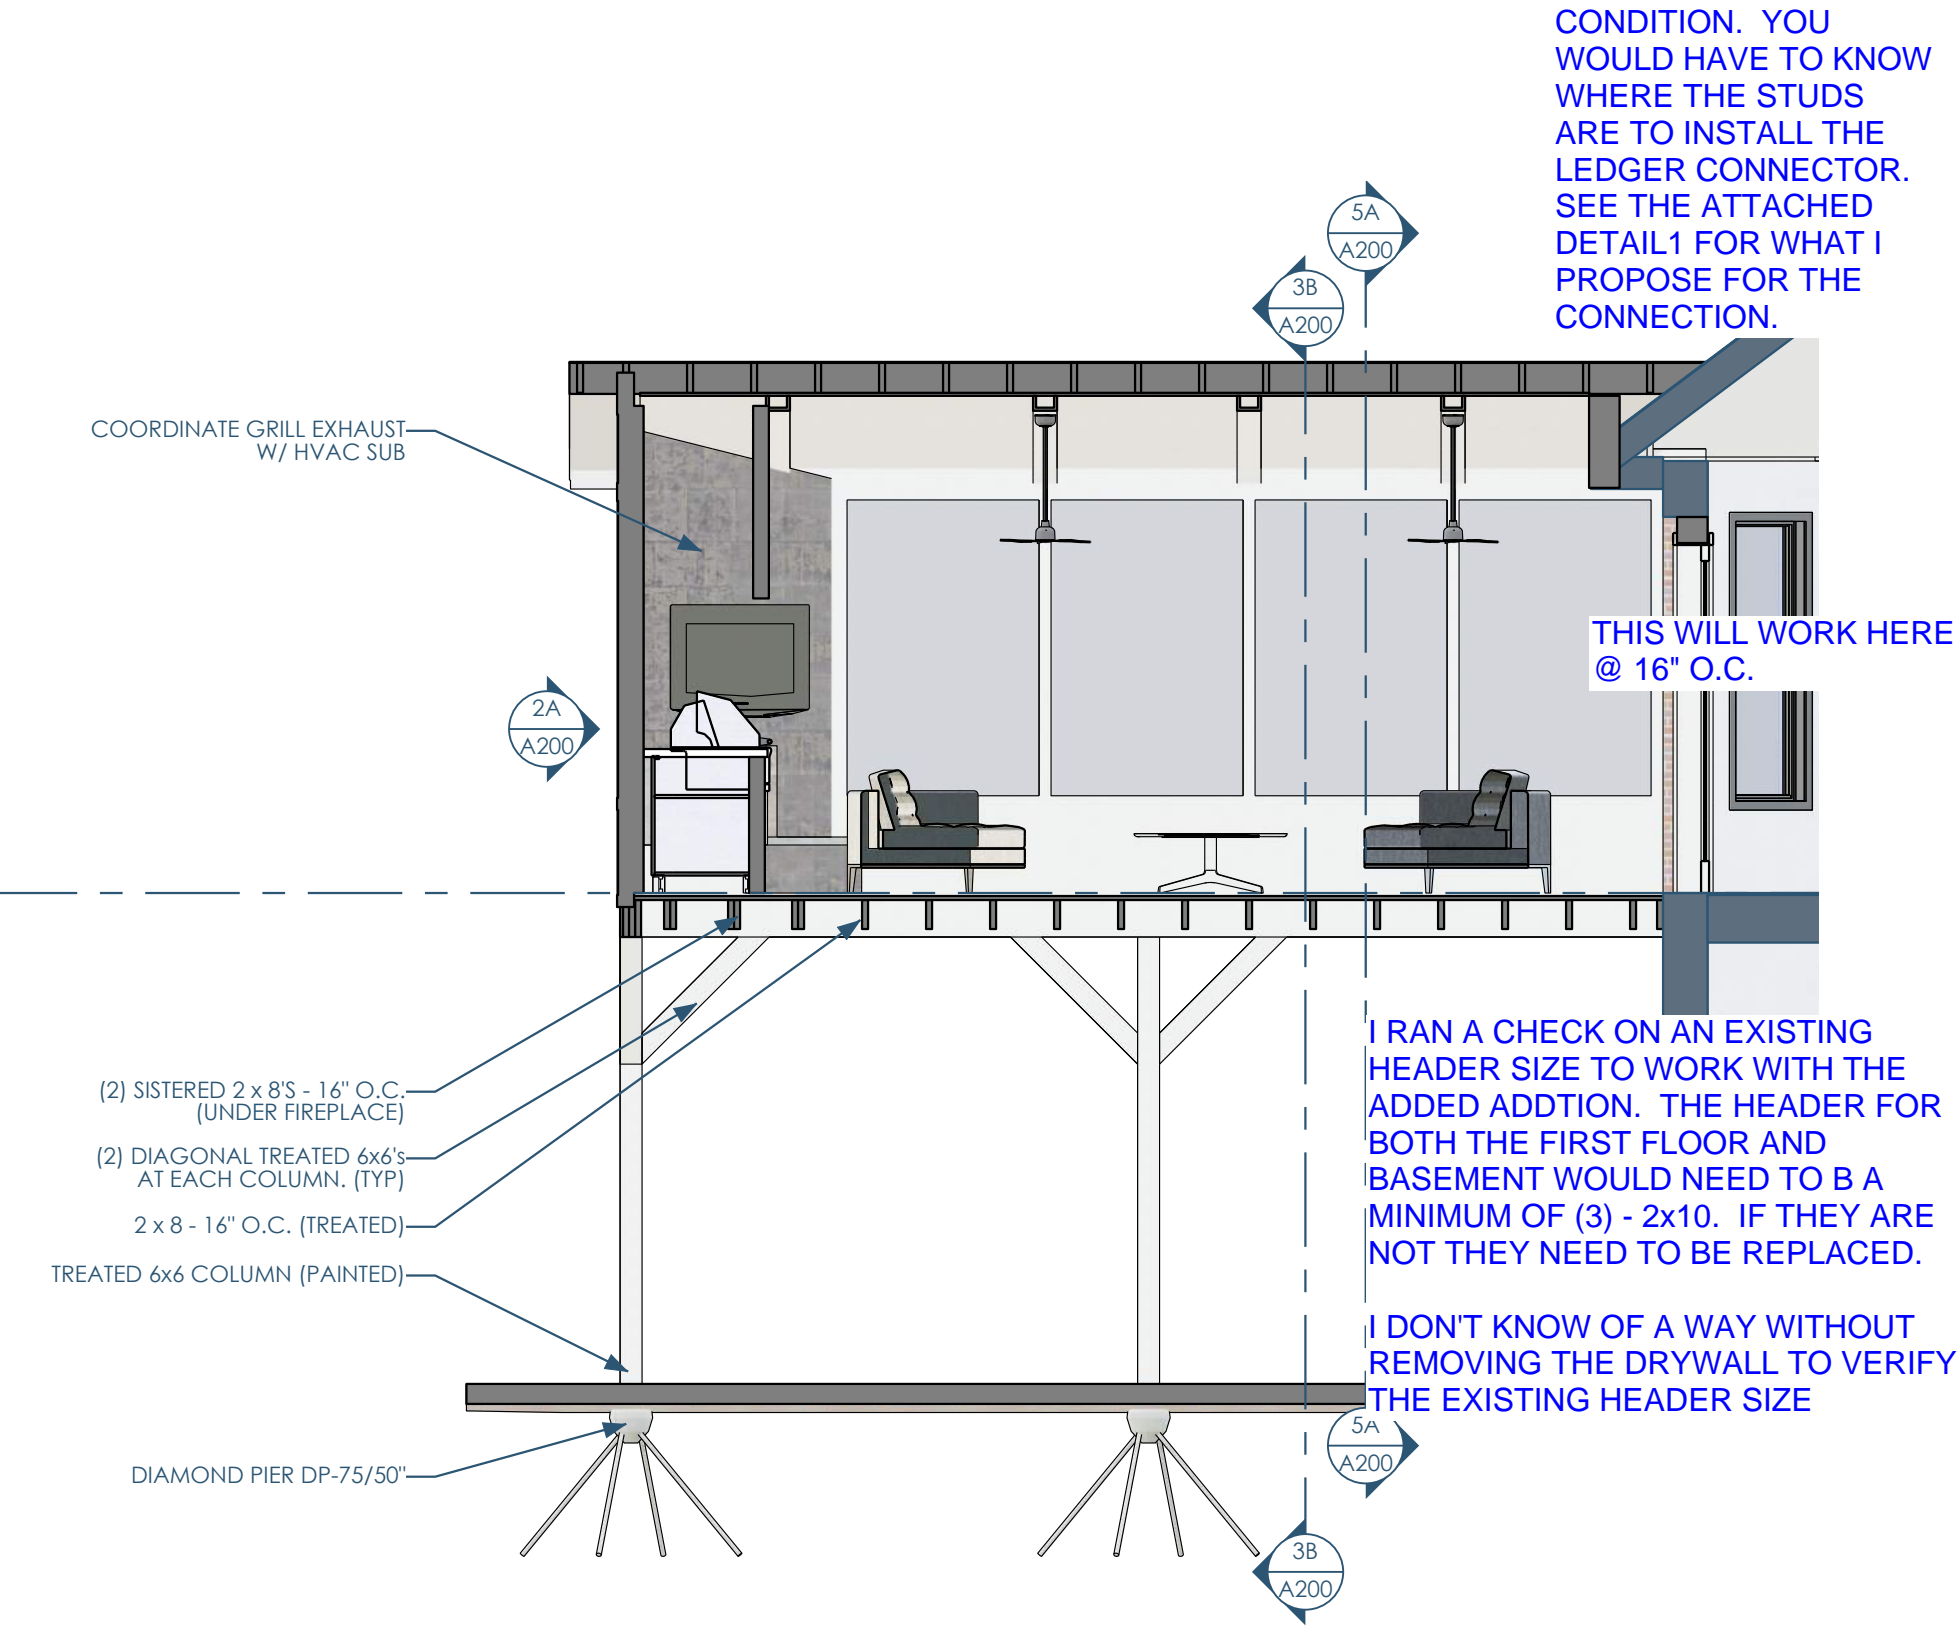 CONDITION.  YOU
WOULD HAVE TO KNOW
WHERE THE STUDS
ARE TO INSTALL THE
LEDGER CONNECTOR.
SEE THE ATTACHED
DETAIL1 FOR WHAT I
PROPOSE FOR THE
CONNECTION.
5A
A200
3B
A200
COORDINATE GRILL EXHAUST
W/ HVAC SUB
THIS WILL WORK HERE
@ 16" O.C.
2A
A200
I RAN A CHECK ON AN EXISTING
HEADER SIZE TO WORK WITH THE
ADDED ADDTION.  THE HEADER FOR
BOTH THE FIRST FLOOR AND
BASEMENT WOULD NEED TO B A
MINIMUM OF (3) - 2x10.  IF THEY ARE
NOT THEY NEED TO BE REPLACED.
I DON'T KNOW OF A WAY WITHOUT
REMOVING THE DRYWALL TO VERIFY
THE EXISTING HEADER SIZE
(2) SISTERED 2 x 8'S - 16" O.C.
(UNDER FIREPLACE)
(2) DIAGONAL TREATED 6x6's
AT EACH COLUMN. (TYP)
2 x 8 - 16" O.C. (TREATED)
TREATED 6x6 COLUMN (PAINTED)
DIAMOND PIER DP-75/50"
5A
A200
3B
A200